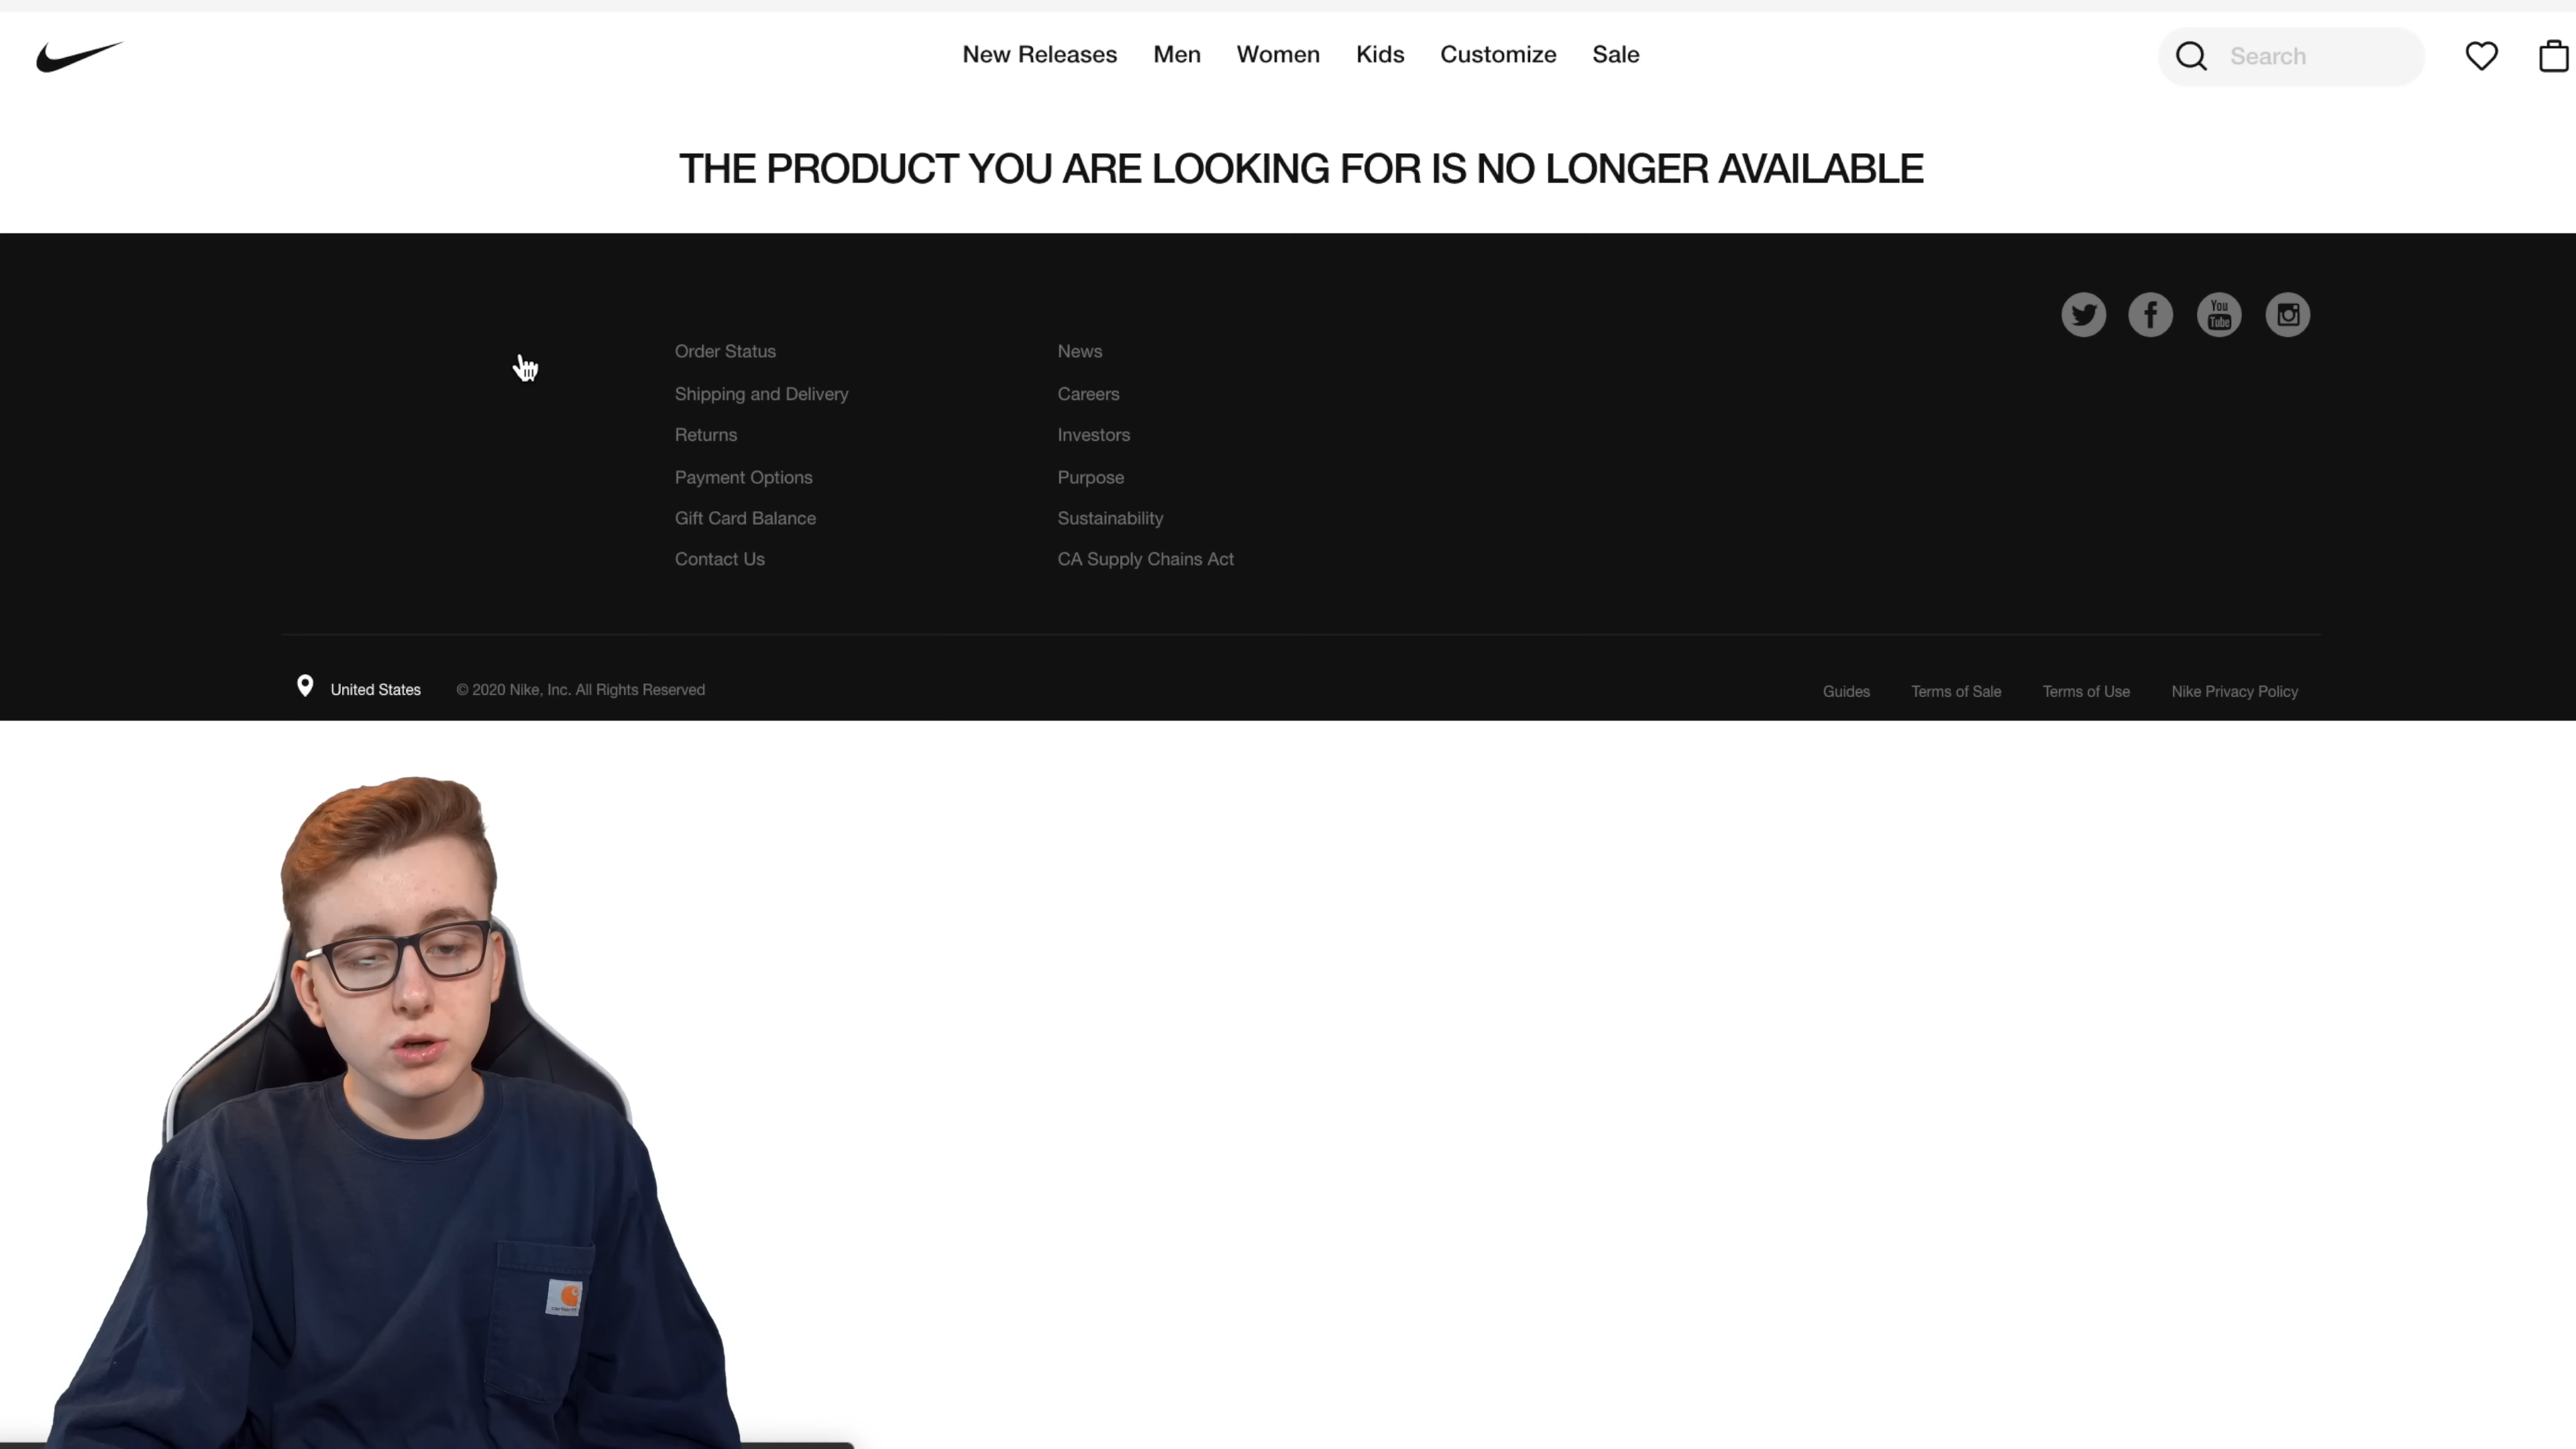 New Releases Men Women Kids Customize Sale
Search
THE PRODUCT YOU ARE LOOKING FOR IS NO LONGER AVAILABLE
You
Tube
Order Status
Shipping and Delivery
Returns
Payment Options
Gift Card Balance
Contact Us
News
Careers
Investors
Purpose
Sustainability
CA Supply Chains Act
United States
© 2020 Nike, Inc. All Rights Reserved
Guides Terms of Sale Terms of Use Nike Privacy Policy
carhartt